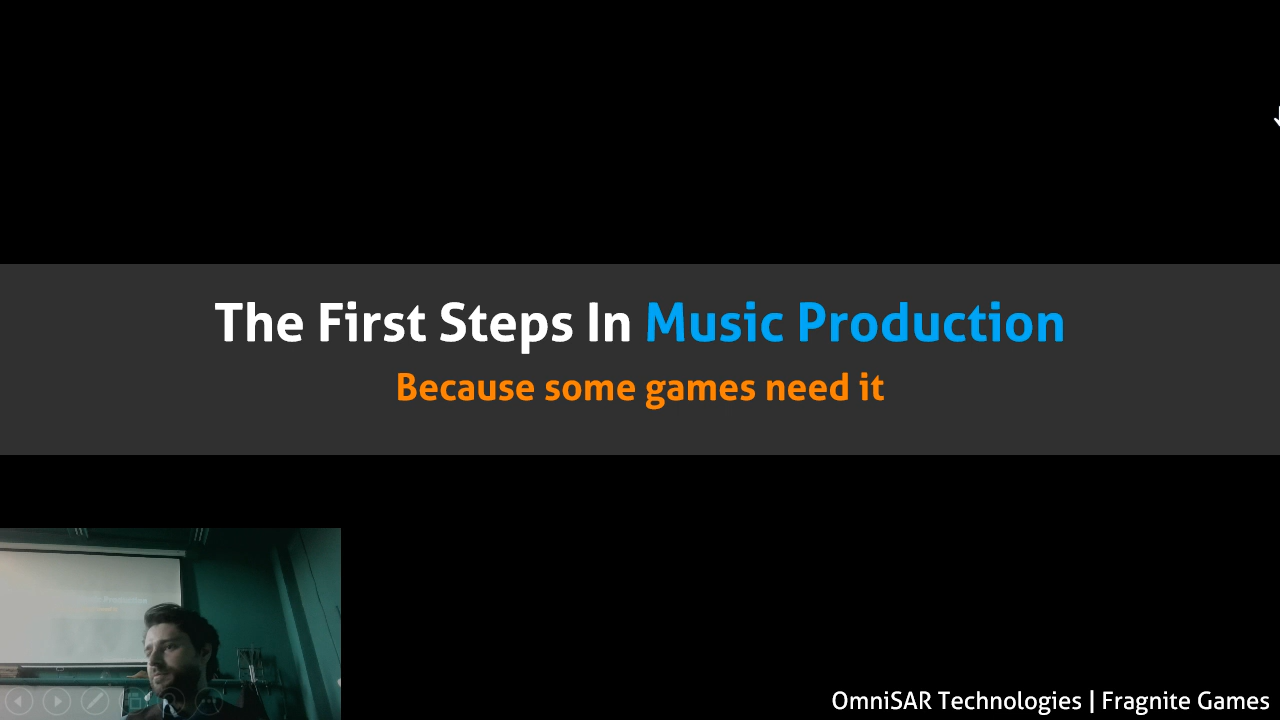 The First Steps In Music Production
Because some games need it
OmniSAR Technologies | Fragnite Games